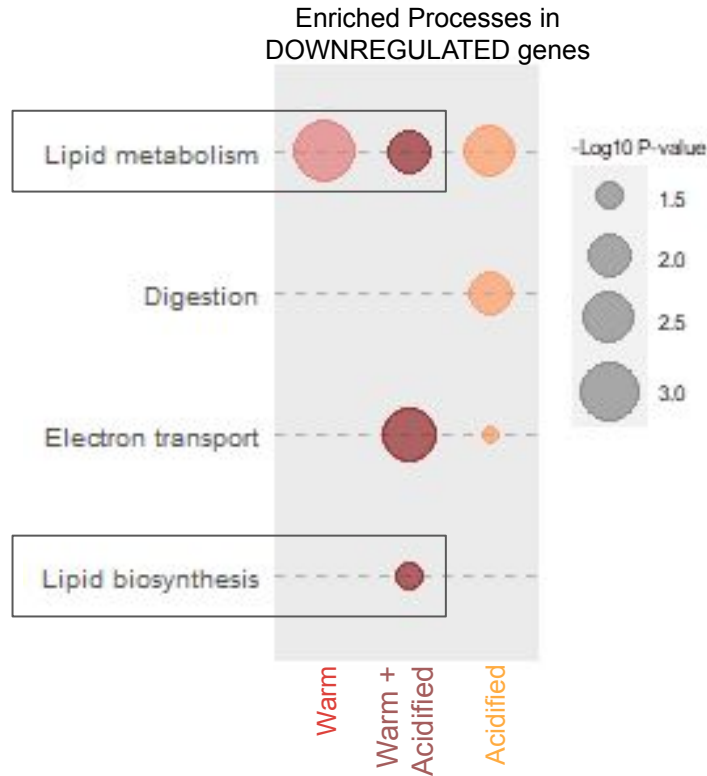 Enriched Processes in
DOWNREGULATED genes
Lipid metabolism
Digestion
Electron transport
Lipid biosynthesis
-Log10 P-value
1.5
2.0
2.5
3.0
Warm
Warm +
Acidified
Acidified